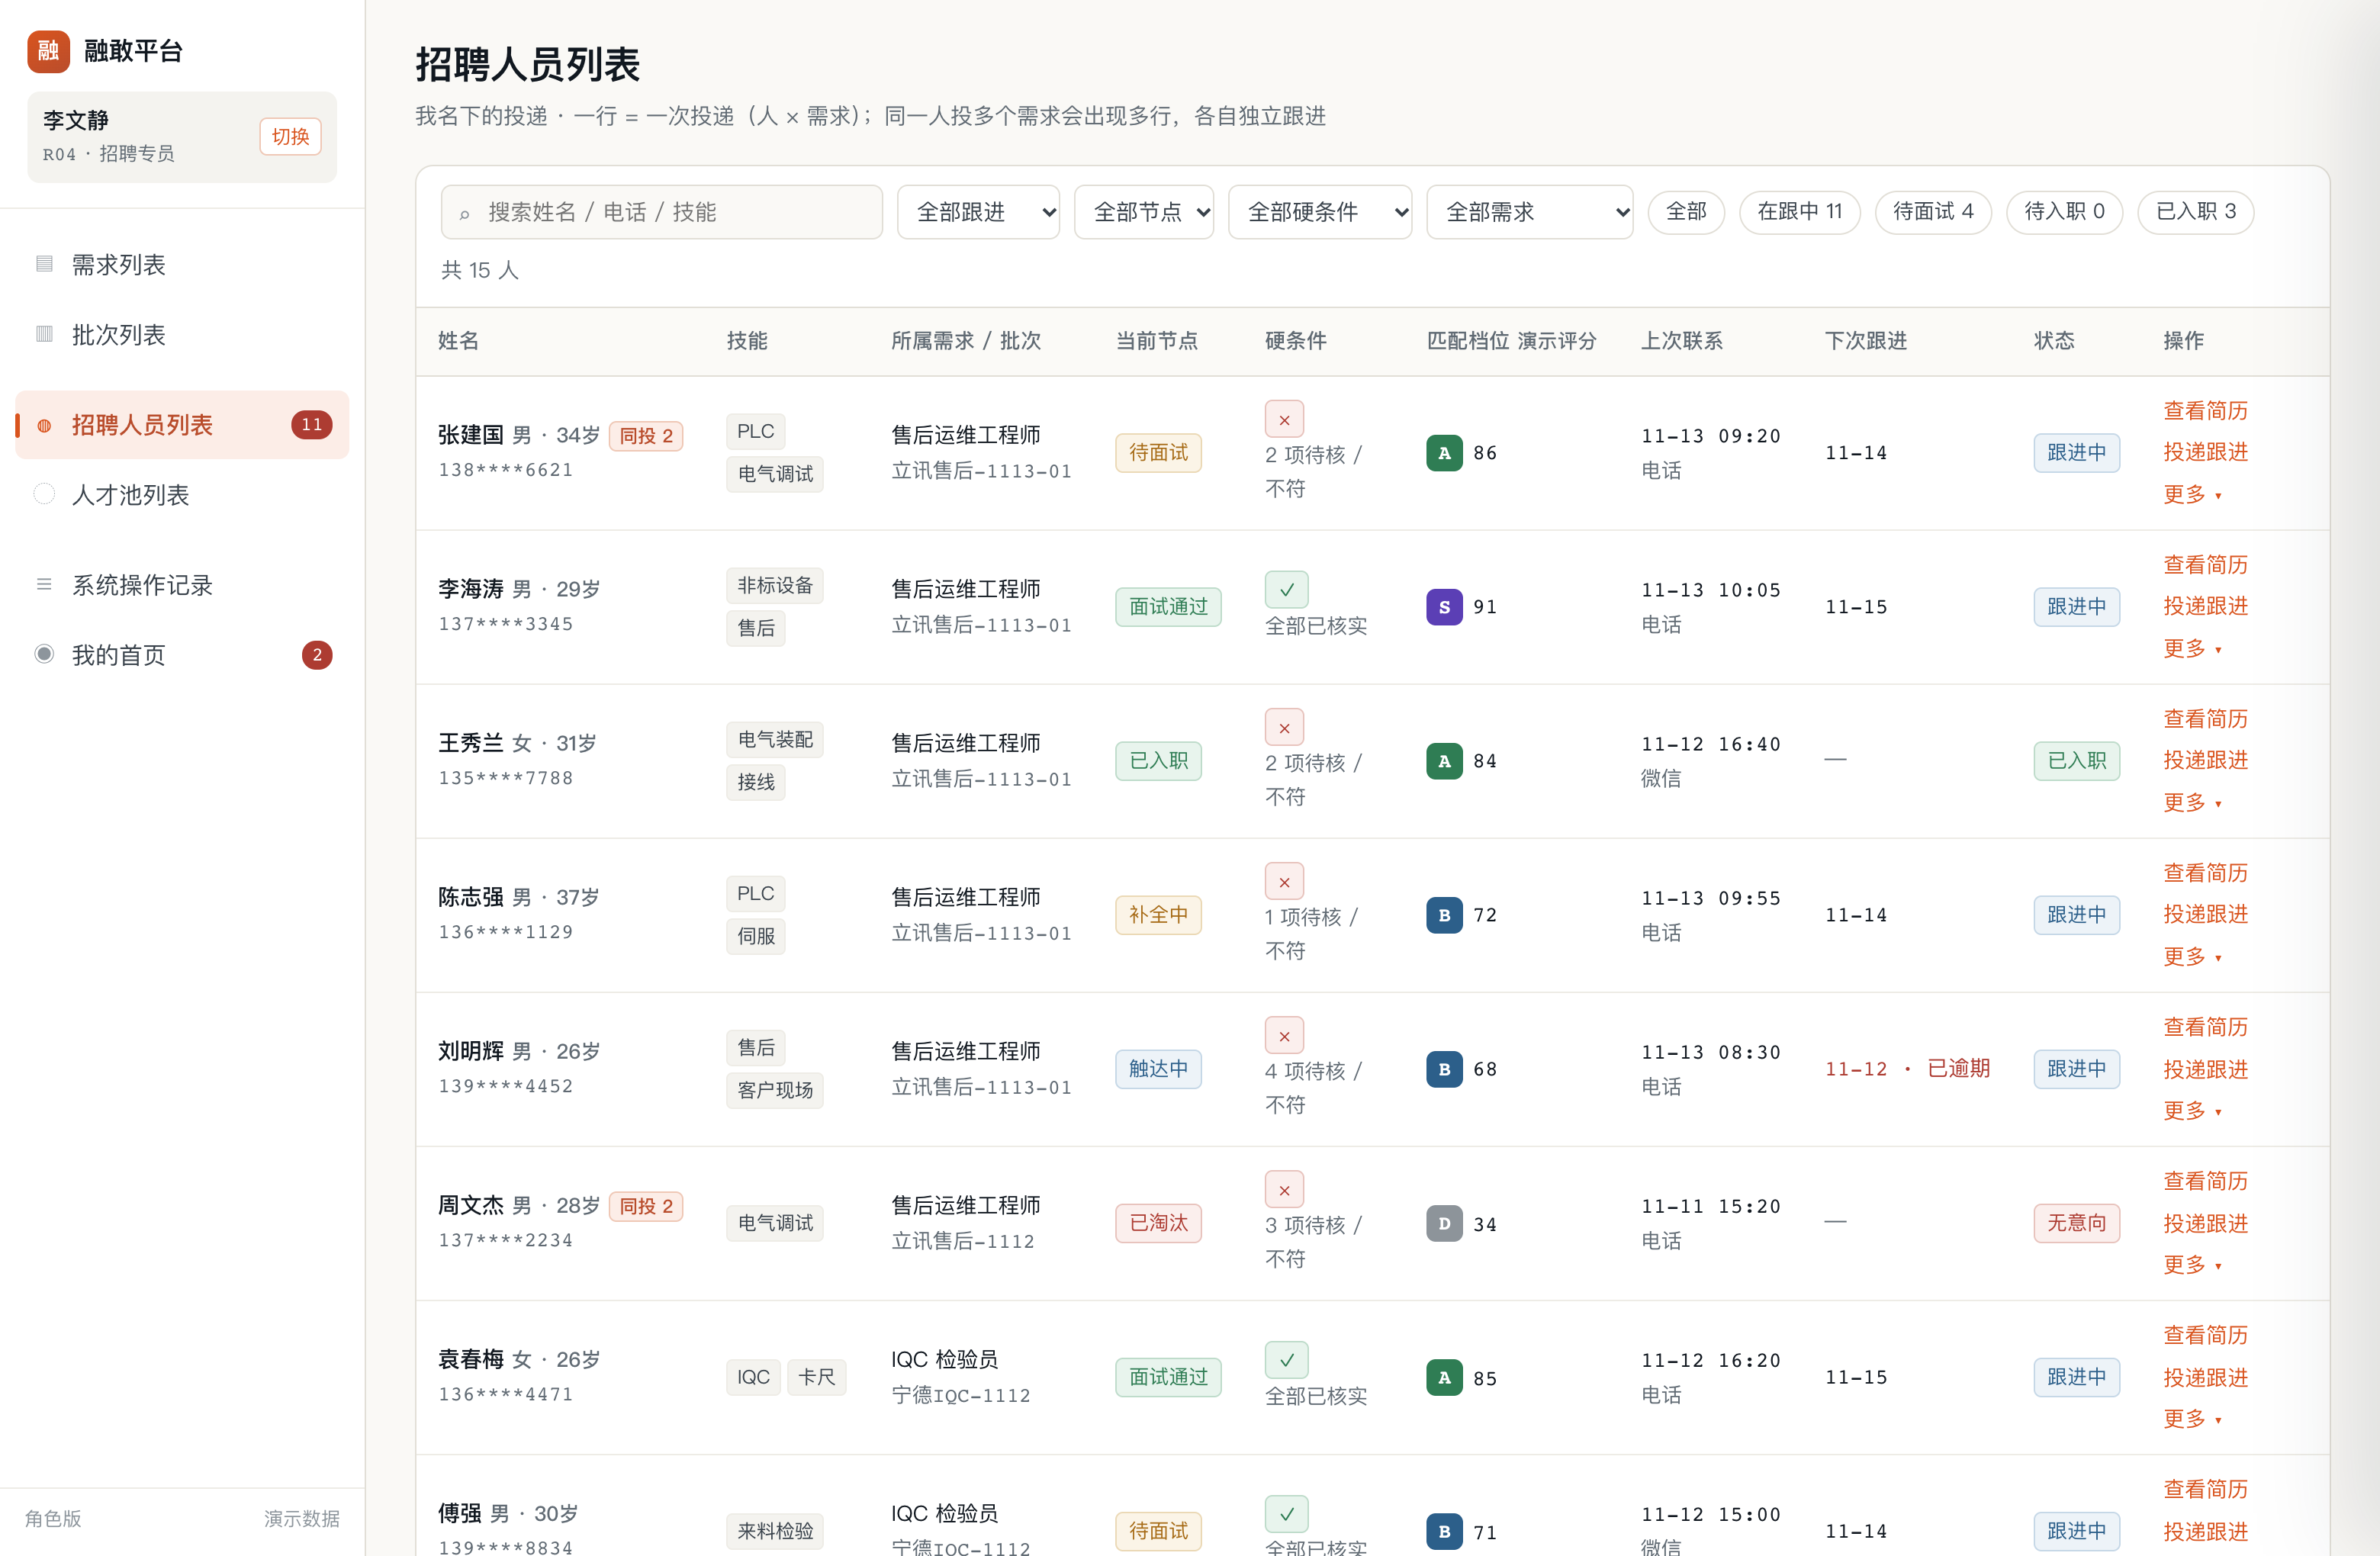 融 融敢平台
李文静
R04 · 招聘专员
切换
需求列表
批次列表
招聘人员列表 11
人才池列表
系统操作记录
我的首页 2
角色版 演示数据
招聘人员列表
我名下的投递 · 一行 = 一次投递（人 × 需求）；同一人投多个需求会出现多行，各自独立跟进
搜索姓名 / 电话 / 技能 全部跟进 全部节点 全部硬条件 全部需求 全部 在跟中 11 待面试 4 待入职 0 已入职 3
共 15 人
姓名 技能 所属需求 / 批次 当前节点 硬条件 匹配档位 演示评分 上次联系 下次跟进 状态 操作
张建国 男 · 34岁 同投 2
138****6621
PLC
电气调试
售后运维工程师
立讯售后-1113-01
待面试
×
2 项待核 /
不符
A 86
11-13 09:20
电话
11-14
跟进中
查看简历
投递跟进
更多 ▾
李海涛 男 · 29岁
137****3345
非标设备
售后
售后运维工程师
立讯售后-1113-01
面试通过
✓
全部已核实
S 91
11-13 10:05
电话
11-15
跟进中
查看简历
投递跟进
更多 ▾
王秀兰 女 · 31岁
135****7788
电气装配
接线
售后运维工程师
立讯售后-1113-01
已入职
×
2 项待核 /
不符
A 84
11-12 16:40
微信
—
已入职
查看简历
投递跟进
更多 ▾
陈志强 男 · 37岁
136****1129
PLC
伺服
售后运维工程师
立讯售后-1113-01
补全中
×
1 项待核 /
不符
B 72
11-13 09:55
电话
11-14
跟进中
查看简历
投递跟进
更多 ▾
刘明辉 男 · 26岁
139****4452
售后
客户现场
售后运维工程师
立讯售后-1113-01
触达中
×
4 项待核 /
不符
B 68
11-13 08:30
电话
11-12 · 已逾期
跟进中
查看简历
投递跟进
更多 ▾
周文杰 男 · 28岁 同投 2
137****2234
电气调试
售后运维工程师
立讯售后-1112
已淘汰
×
3 项待核 /
不符
D 34
11-11 15:20
电话
—
无意向
查看简历
投递跟进
更多 ▾
袁春梅 女 · 26岁
136****4471
IQC 卡尺
IQC 检验员
宁德IQC-1112
面试通过
✓
全部已核实
A 85
11-12 16:20
电话
11-15
跟进中
查看简历
投递跟进
更多 ▾
傅强 男 · 30岁
139****8834
来料检验
IQC 检验员
宁德IQC-1112
待面试
✓
全部已核实
B 71
11-12 15:00
微信
11-14
跟进中
查看简历
投递跟进